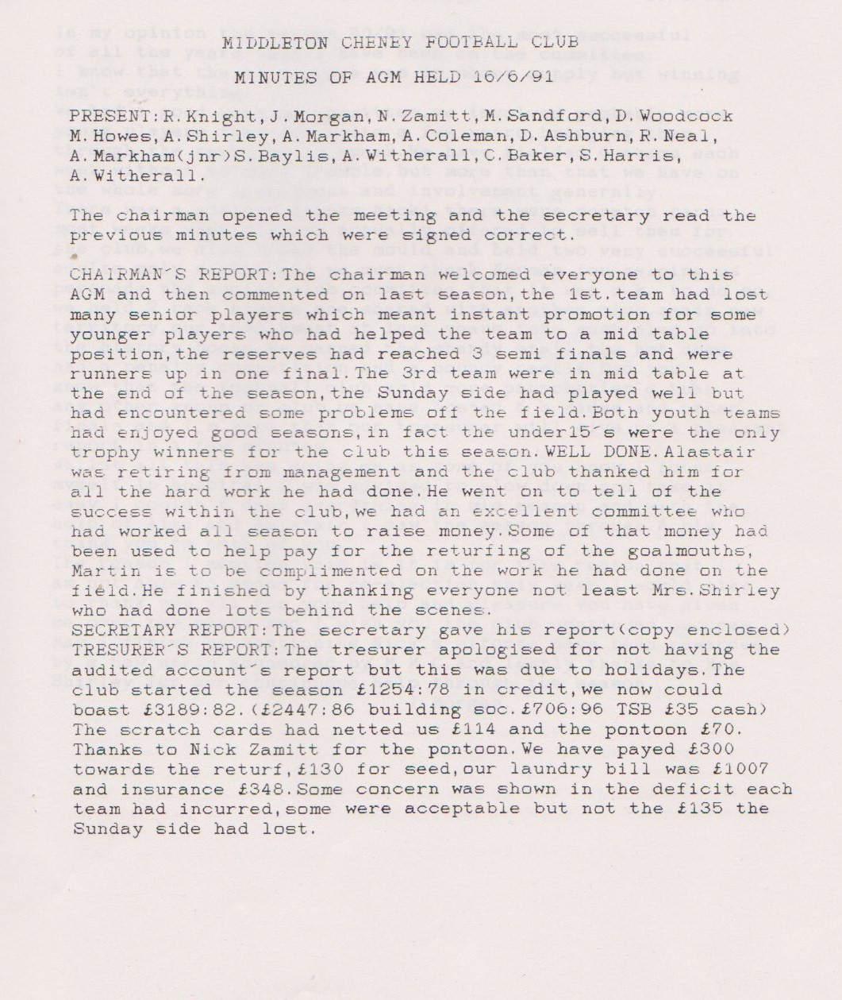 MIDDLETON CHENEY FOOTBALL CLUB
MINUTES OF AGM HELD 16/6/91
PRESENT:R.Knight,J.Morgan,N.Zamitt,M.Sandford,D.Woodcock
M.Howes,A.Shirley,A.Markham,A.Coleman,D.Ashburn,R.Neal,
A.Markham(jnr)S.Baylis,A.Witherall,C.Baker,S.Harris,
A.Witherall.
The chairman opened the meeting and the secretary read the
previous minutes which were signed correct.
CHAIRMAN´S REPORT:The chairman welcomed everyone to this
AGM and then commented on last season,the 1st.team had lost
many senior players which meant instant promotion for some
younger players who had helped the team to a mid table
position,the reserves had reached 3 semi finals and were
runners up in one final.The 3rd team were in mid table at
the end of the season,the Sunday side had played well but
had encountered some problems off the field.Both youth teams
had enjoyed good seasons,in fact the under15´s were the only
trophy winners for the club this season.WELL DONE.Alastair
was retiring from management and the club thanked him for
all the hard work he had done.He went on to tell of the
success within the club,we had an excellent committee who
had worked all season to raise money.Some of that money had
been used to help pay for the returfing of the goalmouths,
Martin is to be complimented on the work he had done on the
field.He finished by thanking everyone not least Mrs.Shirley
who had done lots behind the scenes.
SECRETARY REPORT:The secretary gave his report(copy enclosed)
TRESURER´S REPORT:The tresurer apologised for not having the
audited account´s report but this was due to holidays.The
club started the season £1254:78 in credit,we now could
boast £3189:82.(£2447:86 building soc.£706:96 TSB £35 cash)
The scratch cards had netted us £114 and the pontoon £70.
Thanks to Nick Zamitt for the pontoon.We have payed £300
towards the returf,£130 for seed,our laundry bill was £1007
and insurance £348.Some concern was shown in the deficit each
team had incurred,some were acceptable but not the £135 the
Sunday side had lost.